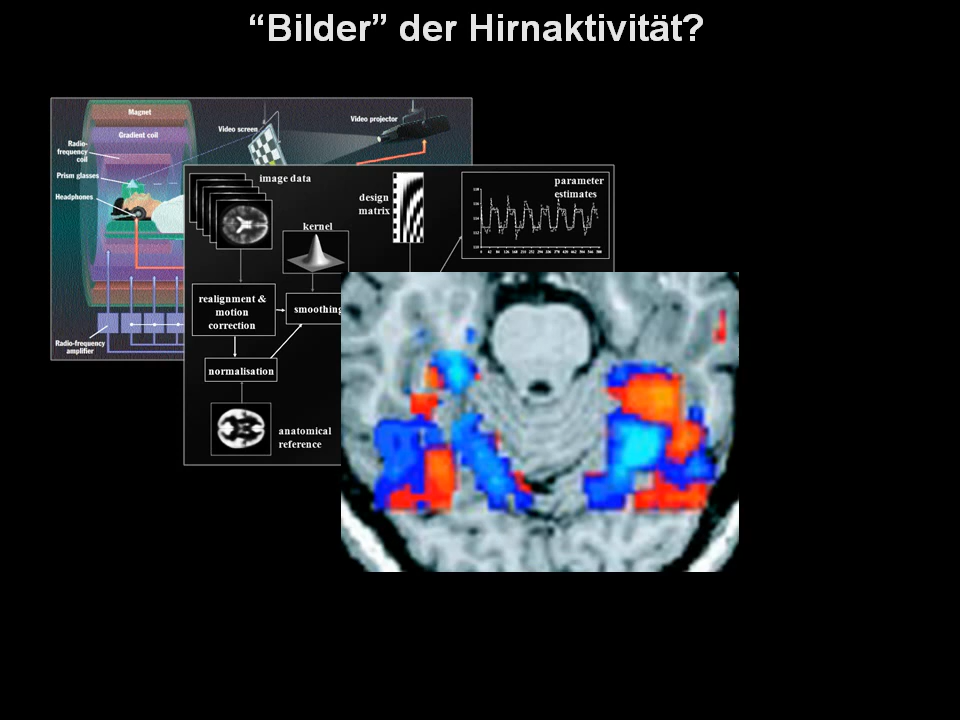 “Bilder” der Hirnaktivität?
Magnet
Gradient coil
Radio-
frequency
coil
Prism glasses
Headphones
Video screen
Video projector
Radio-frequency
amplifier
image data
kernel
design
matrix
parameter
estimates
realignment &
motion
correction
smoothing
normalisation
anatomical
reference